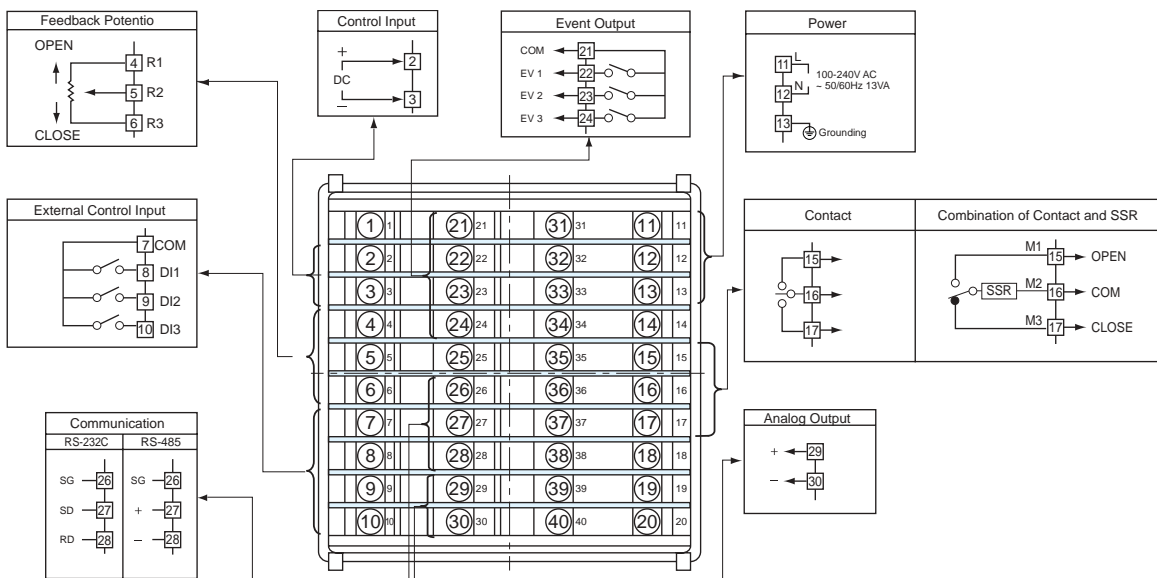 Feedback Potentio
OPEN
4 R1
5 R2
6 R3
CLOSE
Control Input
+
DC
−
2
3
Event Output
COM 21
EV 1 22
EV 2 23
EV 3 24
Power
11 L
12 N
100-240V AC
~ 50/60Hz 13VA
13 Grounding
External Control Input
7 COM
8 DI1
9 DI2
10 DI3
1 1 21 21 31 31 11 11
2 2 22 22 32 32 12 12
3 3 23 23 33 33 13 13
4 4 24 24 34 34 14 14
5 5 25 25 35 35 15 15
6 6 26 26 36 36 16 16
7 7 27 27 37 37 17 17
8 8 28 28 38 38 18 18
9 9 29 29 39 39 19 19
10 10 30 30 40 40 20 20
Contact
15
16
17
Combination of Contact and SSR
M1 15 OPEN
SSR M2 16 COM
M3 17 CLOSE
Communication
RS-232C RS-485
SG 26 SG 26
SD 27 + 27
RD 28 − 28
Analog Output
+ 29
− 30